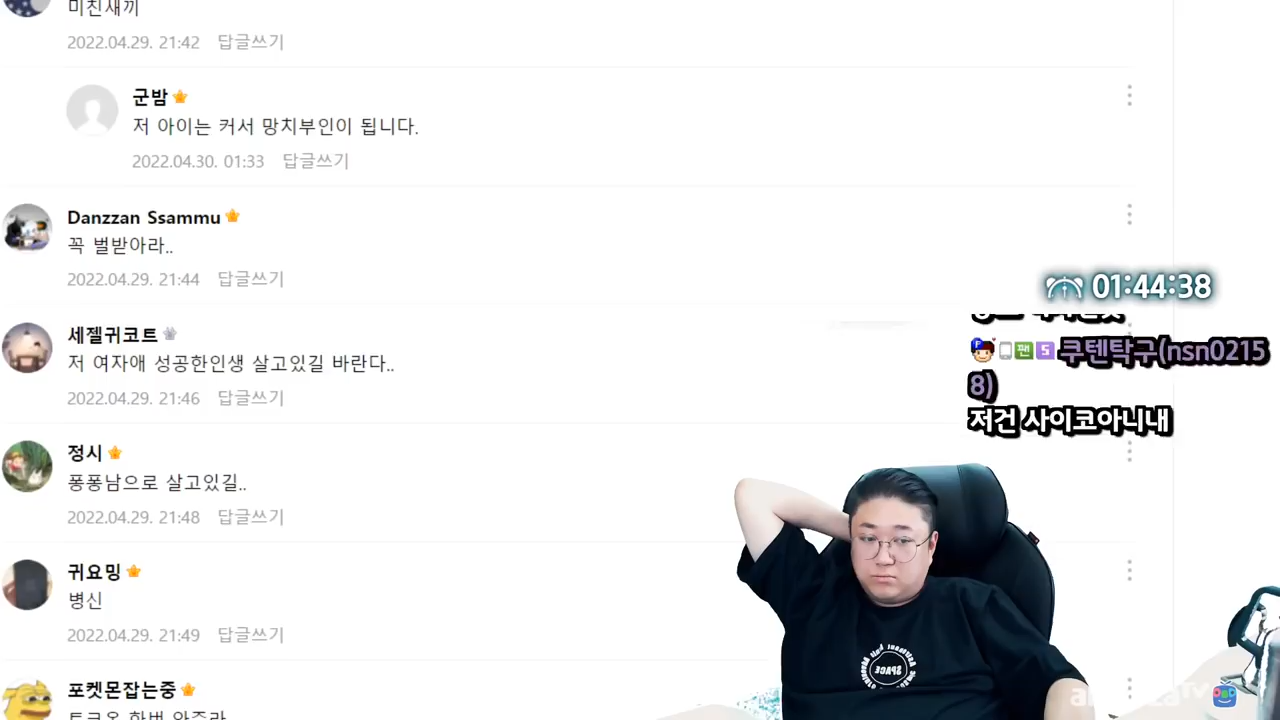 미친새끼
2022.04.29. 21:42 답글쓰기
군밤
저 아이는 커서 망치부인이 됩니다.
2022.04.30. 01:33 답글쓰기
Danzzan Ssammu
꼭 벌받아라..
2022.04.29. 21:44 답글쓰기
01:44:38
세젤귀코트
저 여자애 성공한인생 살고있길 바란다..
2022.04.29. 21:46 답글쓰기
팬 S 쿠텐탁구(nsn0215
8)
저건 사이코아니내
정시
퐁퐁남으로 살고있길..
2022.04.29. 21:48 답글쓰기
귀요밍
병신
2022.04.29. 21:49 답글쓰기
포켓몬잡는중
SPACE